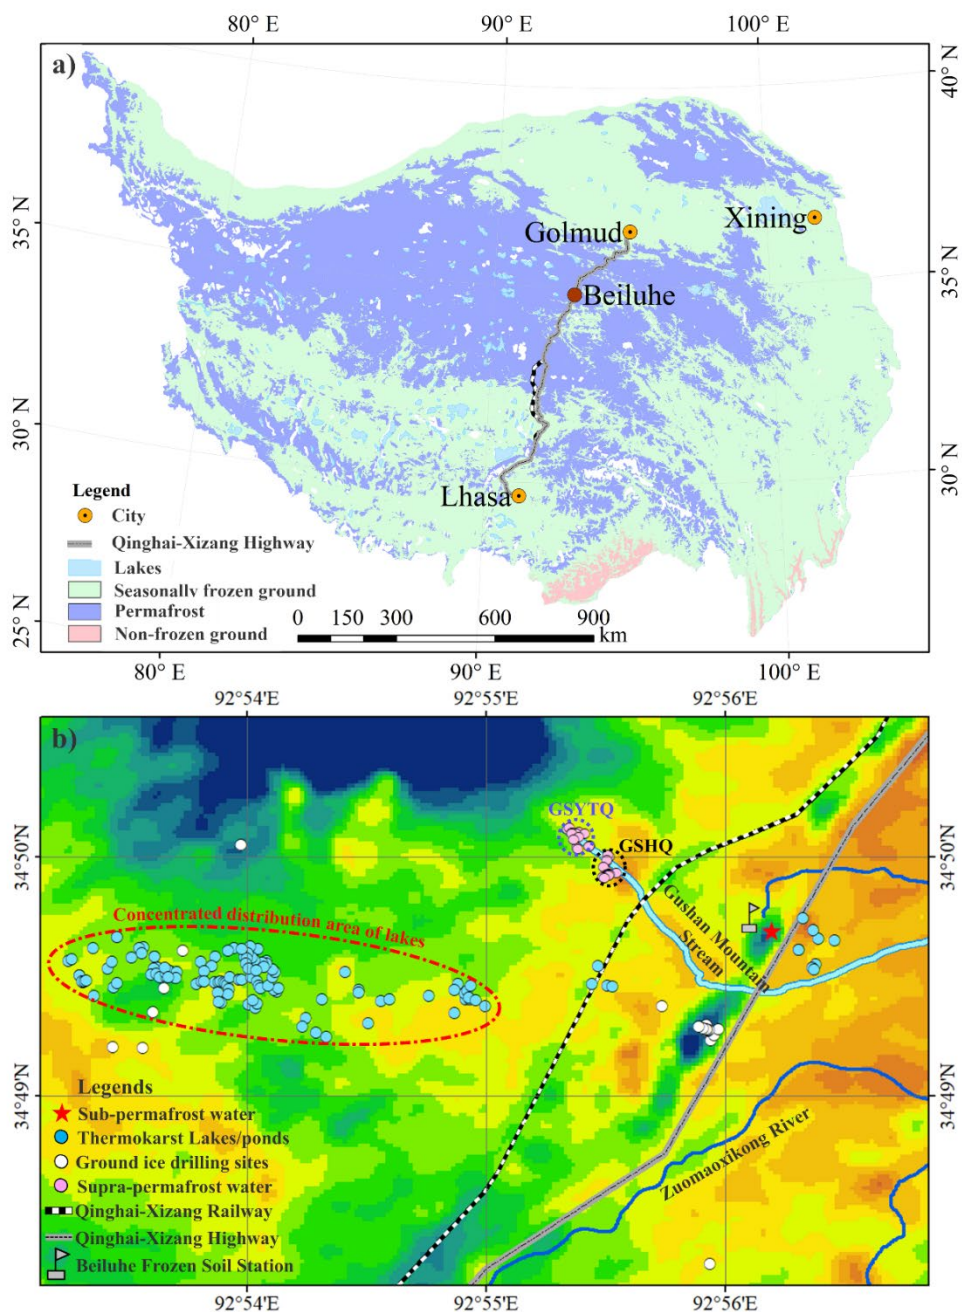 80° E
90° E
100° E
a)
40° N
35° N
Xining
Golmud
35° N
Beiluhe
30° N
30° N
Legend
Lhasa
City
Qinghai-Xizang Highway
Lakes
Seasonally frozen ground
Permafrost
Non-frozen ground
0 150 300 600 900
km
25° N
80° E
90° E
100° E
92°54'E
92°55'E
92°56'E
b)
GSYTQ
GSHQ
34°50'N
34°50'N
Concentrated distribution area of lakes
Gushan Mountain
Stream
34°49'N
34°49'N
Legends
Sub-permafrost water
Thermokarst Lakes/ponds
Ground ice drilling sites
Supra-permafrost water
Qinghai-Xizang Railway
Qinghai-Xizang Highway
Beiluhe Frozen Soil Station
Zuomaoxikong River
92°54'E
92°55'E
92°56'E